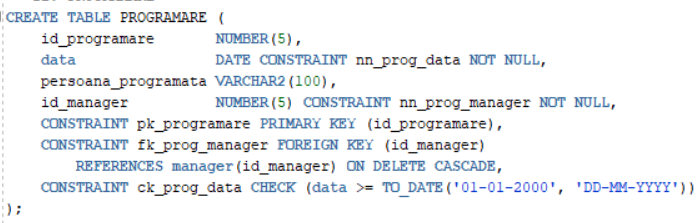 CREATE TABLE PROGRAMARE (
id_programare NUMBER(5),
data DATE CONSTRAINT nn_prog_data NOT NULL,
persoana_programata VARCHAR2(100),
id_manager NUMBER(5) CONSTRAINT nn_prog_manager NOT NULL,
CONSTRAINT pk_programare PRIMARY KEY (id_programare),
CONSTRAINT fk_prog_manager FOREIGN KEY (id_manager)
REFERENCES manager(id_manager) ON DELETE CASCADE,
CONSTRAINT ck_prog_data CHECK (data >= TO_DATE('01-01-2000', 'DD-MM-YYYY'))
);